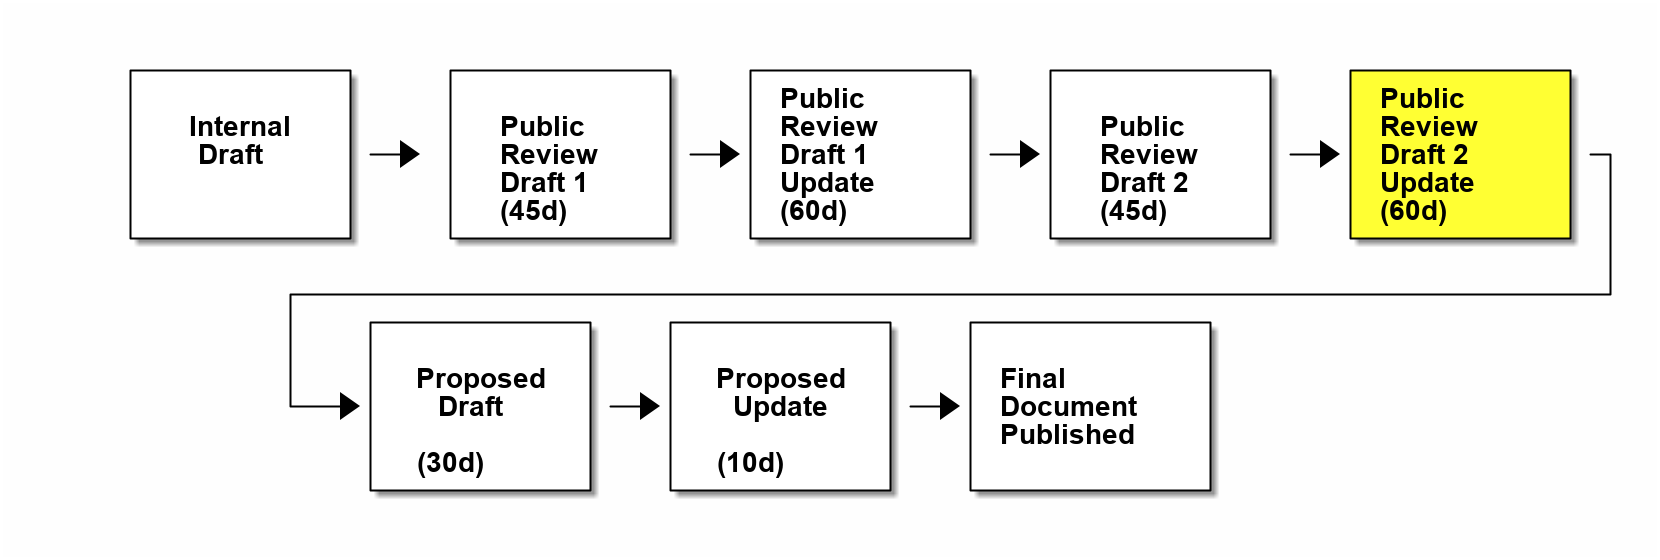 Internal
Draft
Public
Review
Draft 1
(45d)
Public
Review
Draft 1
Update
(60d)
Public
Review
Draft 2
(45d)
Public
Review
Draft 2
Update
(60d)
Proposed
Draft
(30d)
Proposed
Update
(10d)
Final
Document
Published